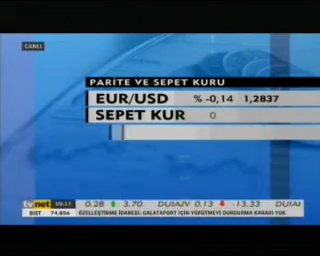 CANLI
PARİTE VE SEPET KURU
EUR/USD % -0,14 1,2837
SEPET KUR 0
tvnet 09:17 0.28 3.70 DUIAJV 0.13 -13.33 DUIAI
BIST 74,856 ÖZELLEŞTİRME İDARESİ: GALATAPORT İÇİN YÜRÜTMEYİ DURDURMA KARARI YOK